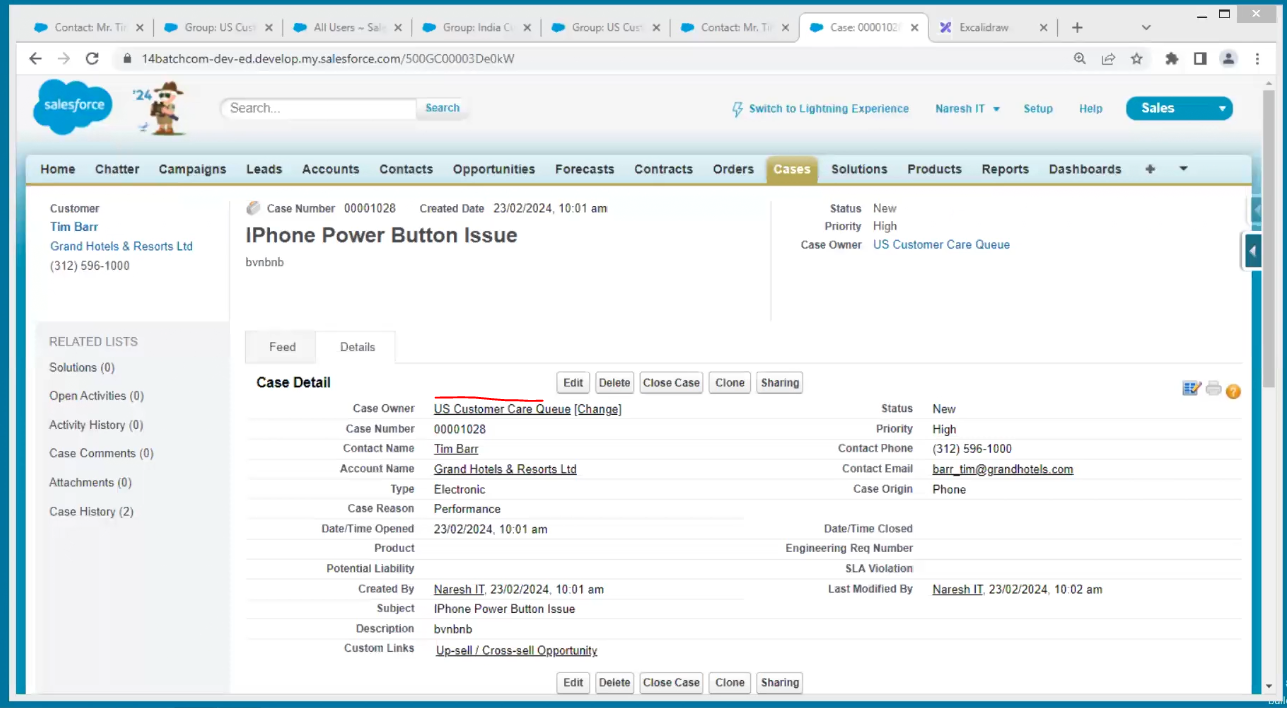 Contact: Mr. Ti
Group: US Cus
All Users ~ Sale
Group: India C
Group: US Cus
Contact: Mr. Ti
Case: 0000102
Excalidraw
14batchcom-dev-ed.develop.my.salesforce.com/500GC00003De0kW
salesforce
'24
Search...
Search
Switch to Lightning Experience
Naresh IT
Setup
Help
Sales
Home Chatter Campaigns Leads Accounts Contacts Opportunities Forecasts Contracts Orders Cases Solutions Products Reports Dashboards +
Customer
Tim Barr
Grand Hotels & Resorts Ltd
(312) 596-1000
Case Number 00001028 Created Date 23/02/2024, 10:01 am
IPhone Power Button Issue
bvnbnb
Status New
Priority High
Case Owner US Customer Care Queue
RELATED LISTS
Solutions (0)
Open Activities (0)
Activity History (0)
Case Comments (0)
Attachments (0)
Case History (2)
Feed Details
Case Detail
Edit Delete Close Case Clone Sharing
Case Owner US Customer Care Queue [Change] Status New
Case Number 00001028 Priority High
Contact Name Tim Barr Contact Phone (312) 596-1000
Account Name Grand Hotels & Resorts Ltd Contact Email barr_tim@grandhotels.com
Type Electronic Case Origin Phone
Case Reason Performance
Date/Time Opened 23/02/2024, 10:01 am Date/Time Closed
Product Engineering Req Number
Potential Liability SLA Violation
Created By Naresh IT, 23/02/2024, 10:01 am Last Modified By Naresh IT, 23/02/2024, 10:02 am
Subject IPhone Power Button Issue
Description bvnbnb
Custom Links Up-sell / Cross-sell Opportunity
Edit Delete Close Case Clone Sharing